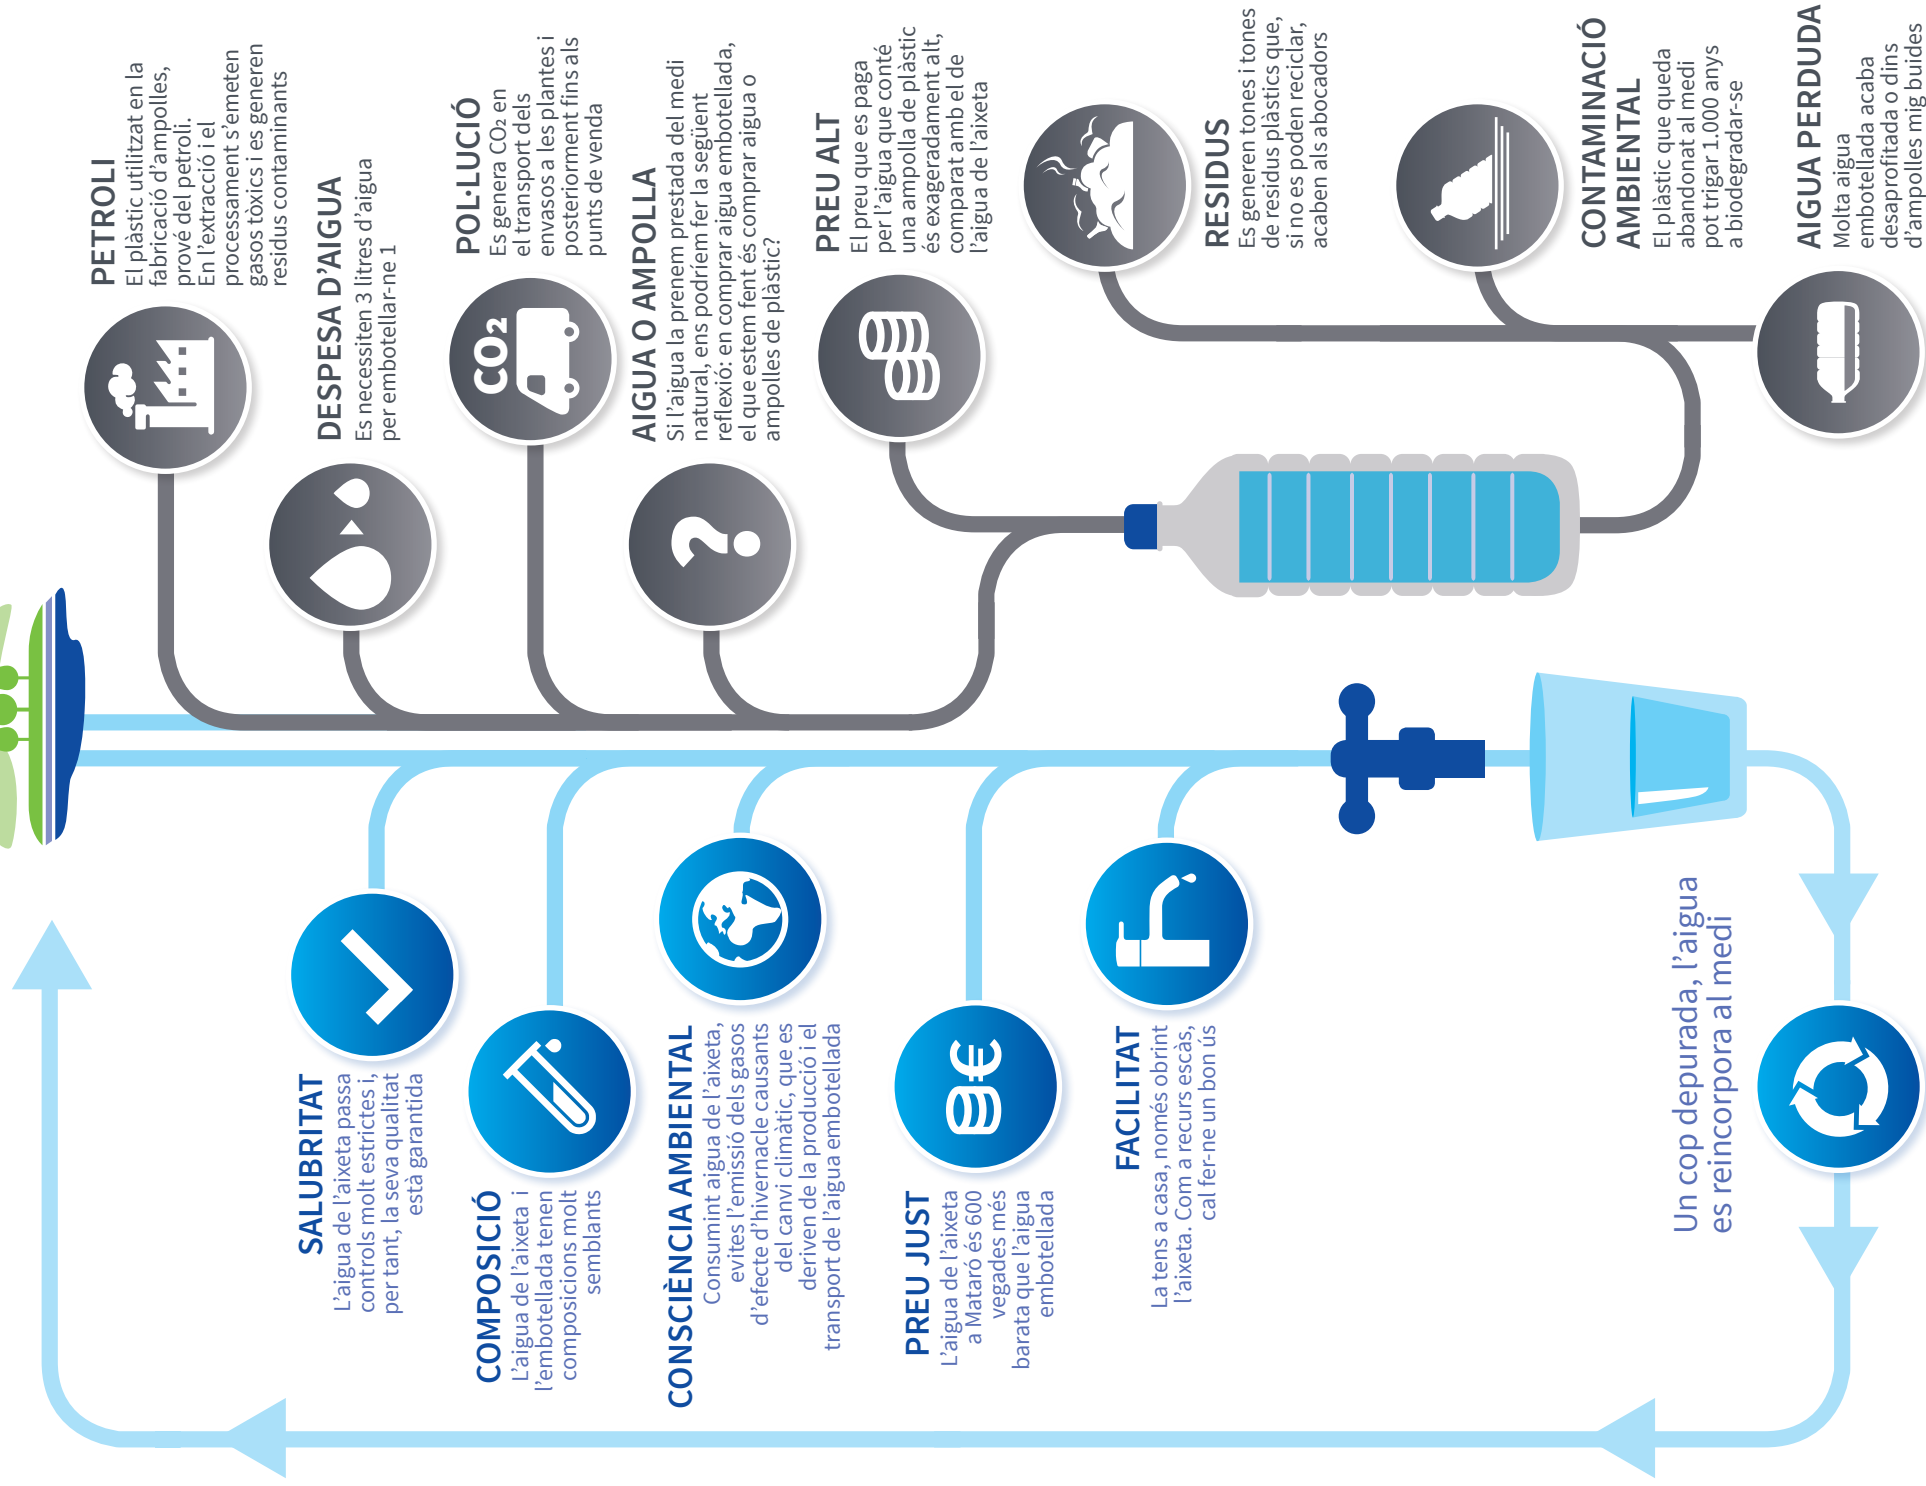 PETROLI
El plàstic utilitzat en la
fabricació d'ampolles,
prové del petroli.
En l'extracció i el
processament s'emeten
gasos tòxics i es generen
residus contaminants
DESPESA D'AIGUA
Es necessiten 3 litres d'aigua
per embotellar-ne 1
POL·LUCIÓ
Es genera CO₂ en
el transport dels
envasos a les plantes i
posteriorment fins als
punts de venda
CO₂
AIGUA O AMPOLLA
Si l'aigua la prenem prestada del medi
natural, ens podríem fer la següent
reflexió: en comprar aigua embotellada,
el que estem fent és comprar aigua o
ampolles de plàstic?
?
PREU ALT
El preu que es paga
per l'aigua que conté
una ampolla de plàstic
és exageradament alt,
comparat amb el de
l'aigua de l'aixeta
RESIDUS
Es generen tones i tones
de residus plàstics que,
si no es poden reciclar,
acaben als abocadors
CONTAMINACIÓ
AMBIENTAL
El plàstic que queda
abandonat al medi
pot trigar 1.000 anys
a biodegradar-se
AIGUA PERDUDA
Molta aigua
embotellada acaba
desaprofitada o dins
d'ampolles mig buides
SALUBRITAT
L'aigua de l'aixeta passa
controls molt estrictes i,
per tant, la seva qualitat
està garantida
COMPOSICIÓ
L'aigua de l'aixeta i
l'embotellada tenen
composicions molt
semblants
CONSCIÈNCIA AMBIENTAL
Consumint aigua de l'aixeta,
evites l'emissió dels gasos
d'efecte d'hivernacle causants
del canvi climàtic, que es
deriven de la producció i el
transport de l'aigua embotellada
PREU JUST
L'aigua de l'aixeta
a Mataró és 600
vegades més
barata que l'aigua
embotellada
€
FACILITAT
La tens a casa, només obrint
l'aixeta. Com a recurs escàs,
cal fer-ne un bon ús
Un cop depurada, l'aigua
es reincorpora al medi